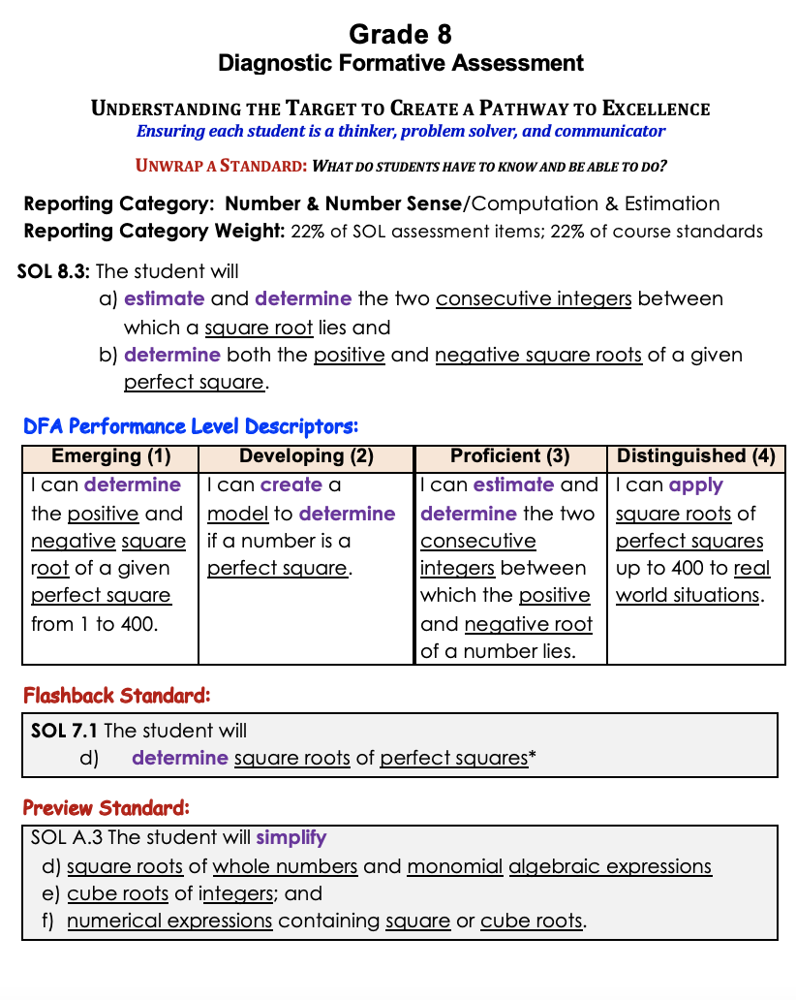 Grade 8
Diagnostic Formative Assessment
UNDERSTANDING THE TARGET TO CREATE A PATHWAY TO EXCELLENCE
Ensuring each student is a thinker, problem solver, and communicator
UNWRAP A STANDARD: WHAT DO STUDENTS HAVE TO KNOW AND BE ABLE TO DO?
Reporting Category: Number & Number Sense/Computation & Estimation
Reporting Category Weight: 22% of SOL assessment items; 22% of course standards
SOL 8.3: The student will
a) estimate and determine the two consecutive integers between
which a square root lies and
b) determine both the positive and negative square roots of a given
perfect square.
DFA Performance Level Descriptors:
Emerging (1)
I can determine
the positive and
negative square
root of a given
perfect square
from 1 to 400.
Developing (2)
I can create a
model to determine
if a number is a
perfect square.
Proficient (3)
I can estimate and
determine the two
consecutive
integers between
which the positive
and negative root
of a number lies.
Distinguished (4)
I can apply
square roots of
perfect squares
up to 400 to real
world situations.
Flashback Standard:
SOL 7.1 The student will
d) determine square roots of perfect squares*
Preview Standard:
SOL A.3 The student will simplify
d) square roots of whole numbers and monomial algebraic expressions
e) cube roots of integers; and
f) numerical expressions containing square or cube roots.